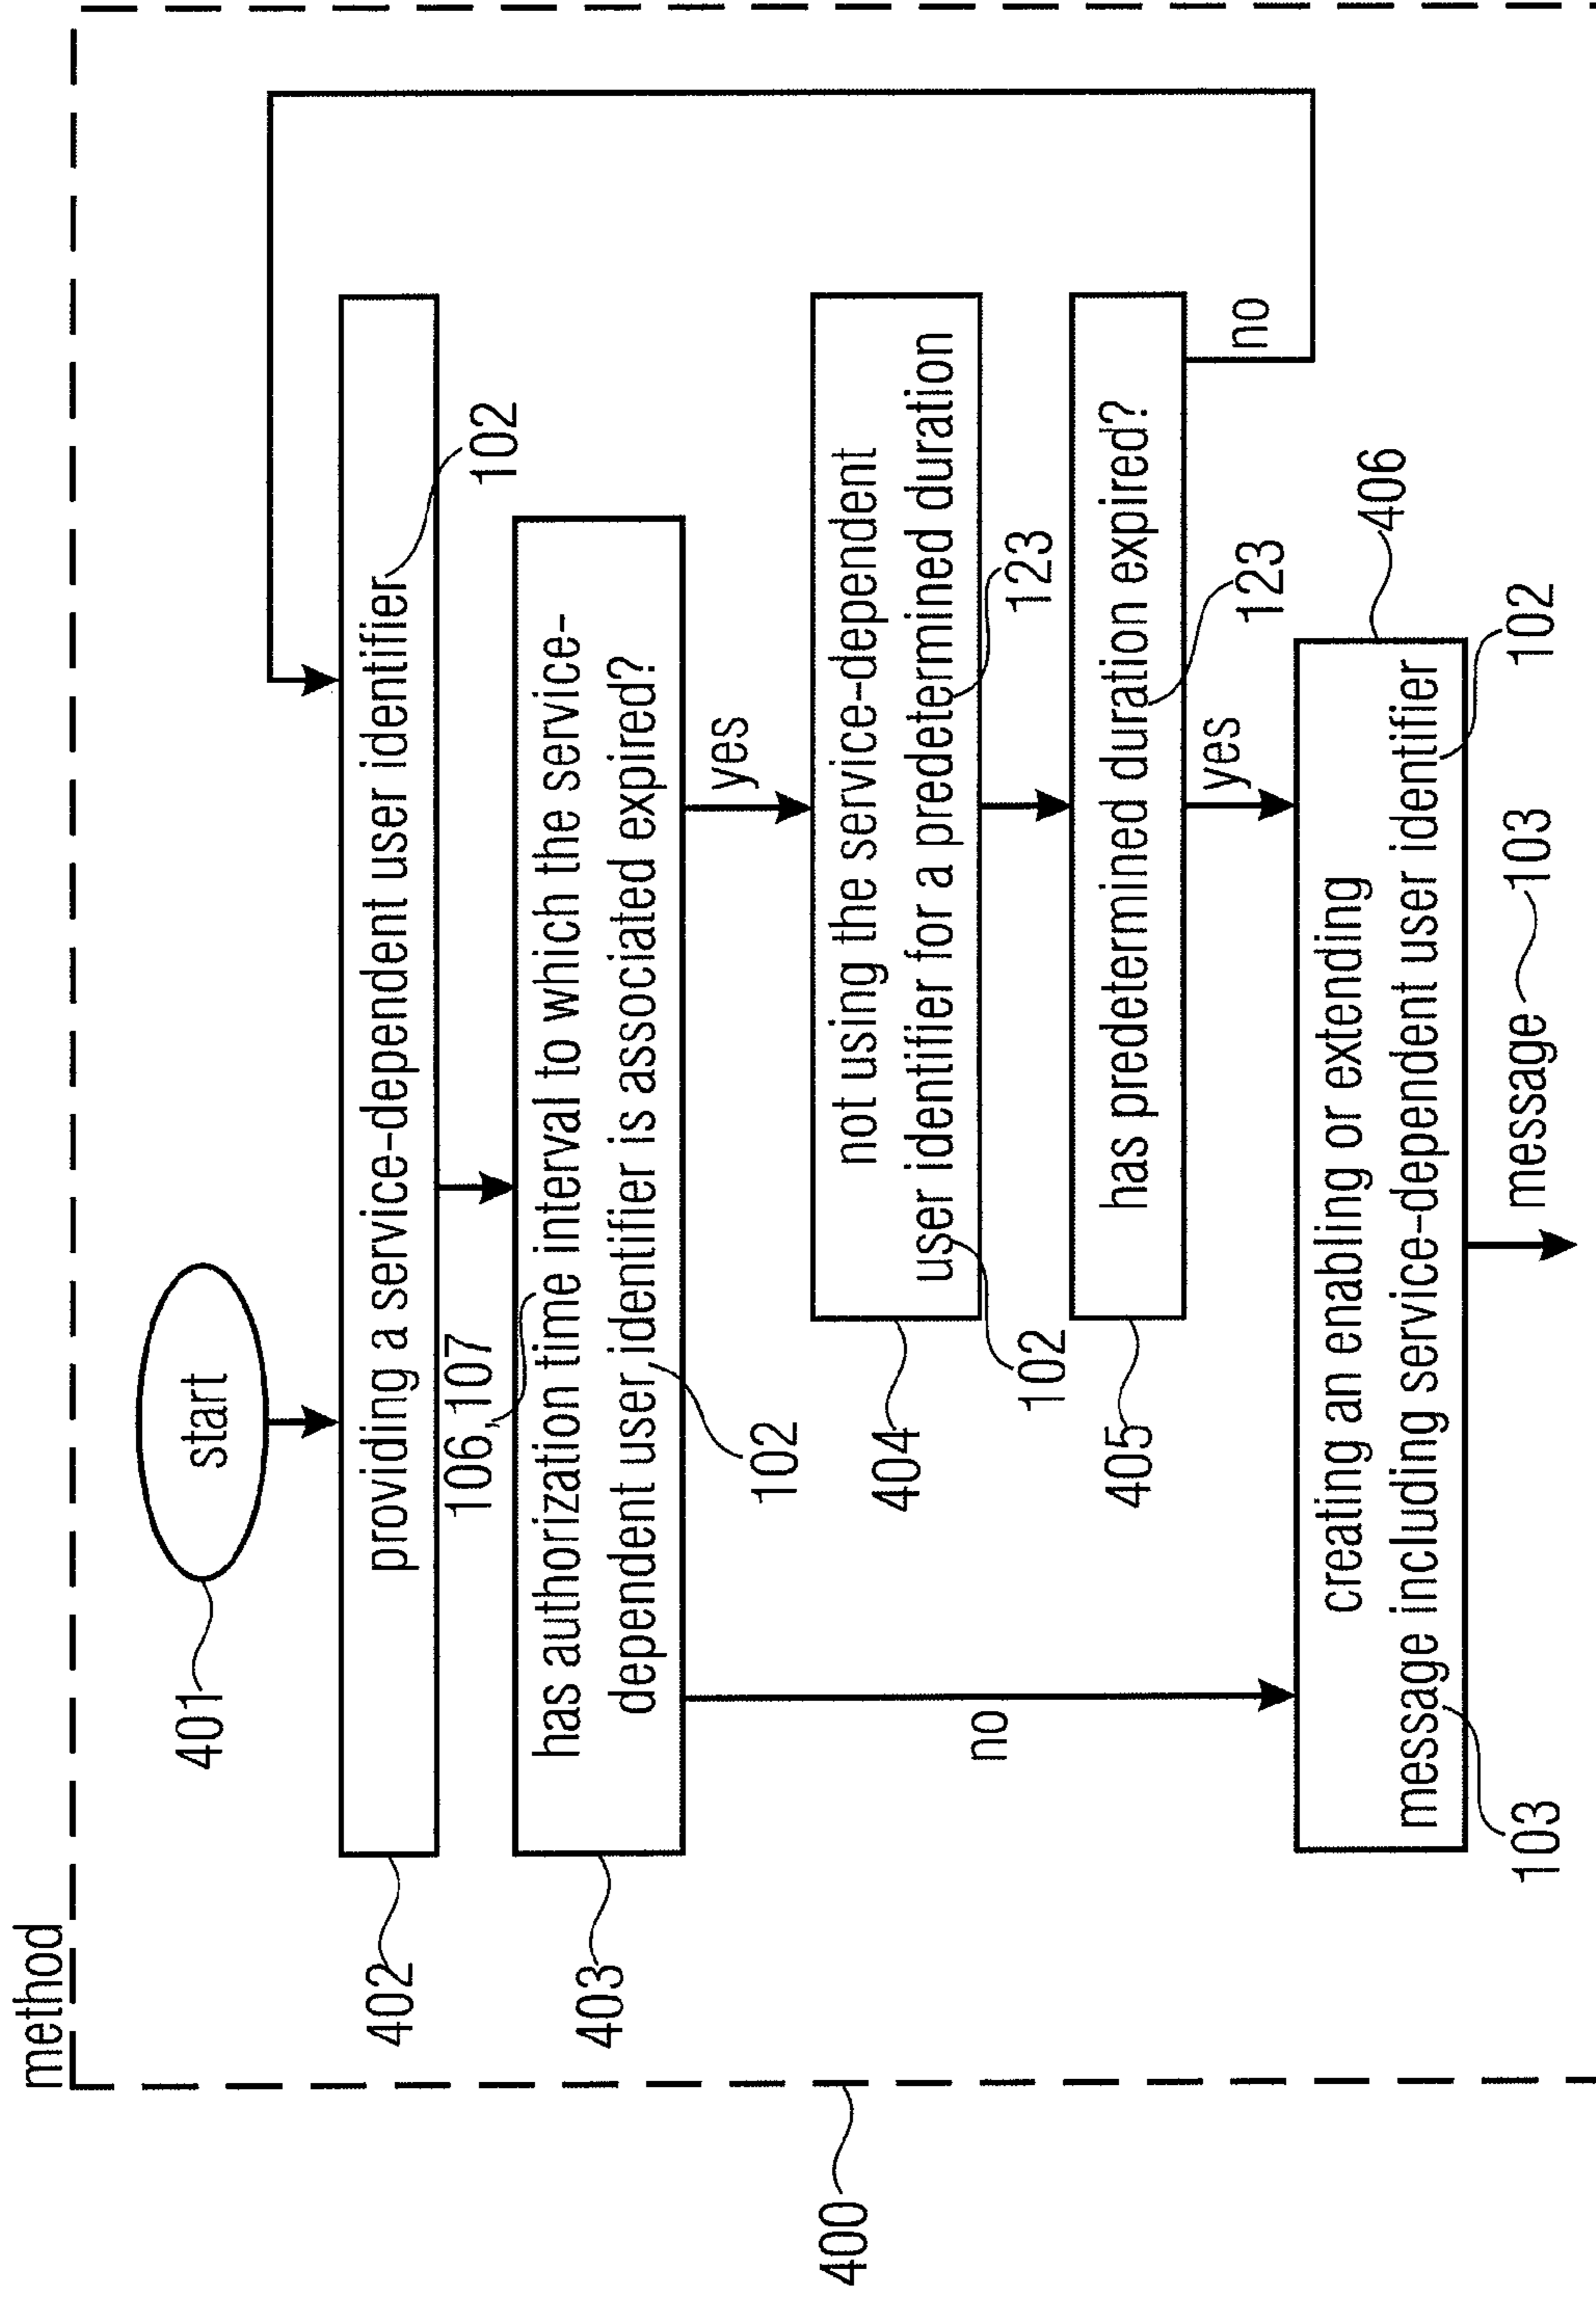 method
400
401
start
402
providing a service-dependent user identifier
102
106, 107
403
has authorization time interval to which the service-
dependent user identifier is associated expired?
102
yes
no
404
not using the service-dependent
user identifier for a predetermined duration
102
123
405
has predetermined duration expired?
123
yes
no
406
creating an enabling or extending
message including service-dependent user identifier
103
102
message
103